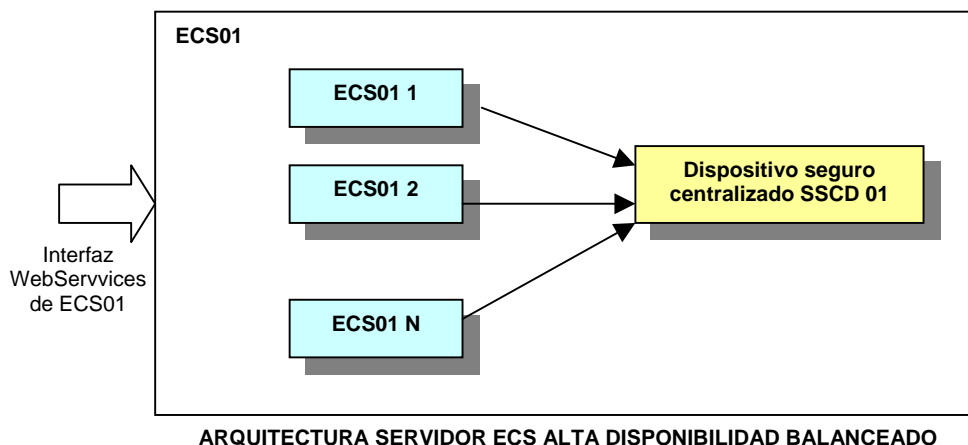 ECS01
ECS01 1
ECS01 2
ECS01 N
Dispositivo seguro
centralizado SSCD 01
Interfaz
WebServvices
de ECS01
ARQUITECTURA SERVIDOR ECS ALTA DISPONIBILIDAD BALANCEADO